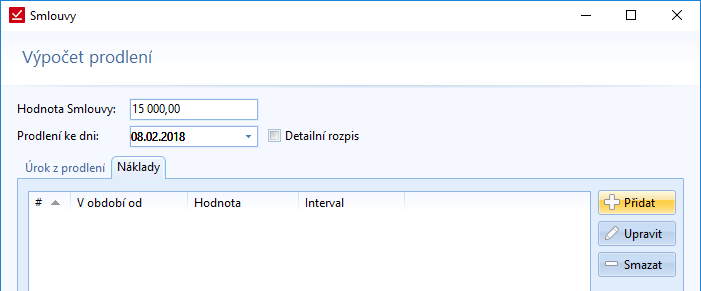 Smlouvy
Výpočet prodlení
Hodnota Smlouvy: 15 000,00
Prodlení ke dni: 08.02.2018 Detailní rozpis
Úrok z prodlení Náklady
# V období od Hodnota Interval
Přidat
Upravit
Smazat